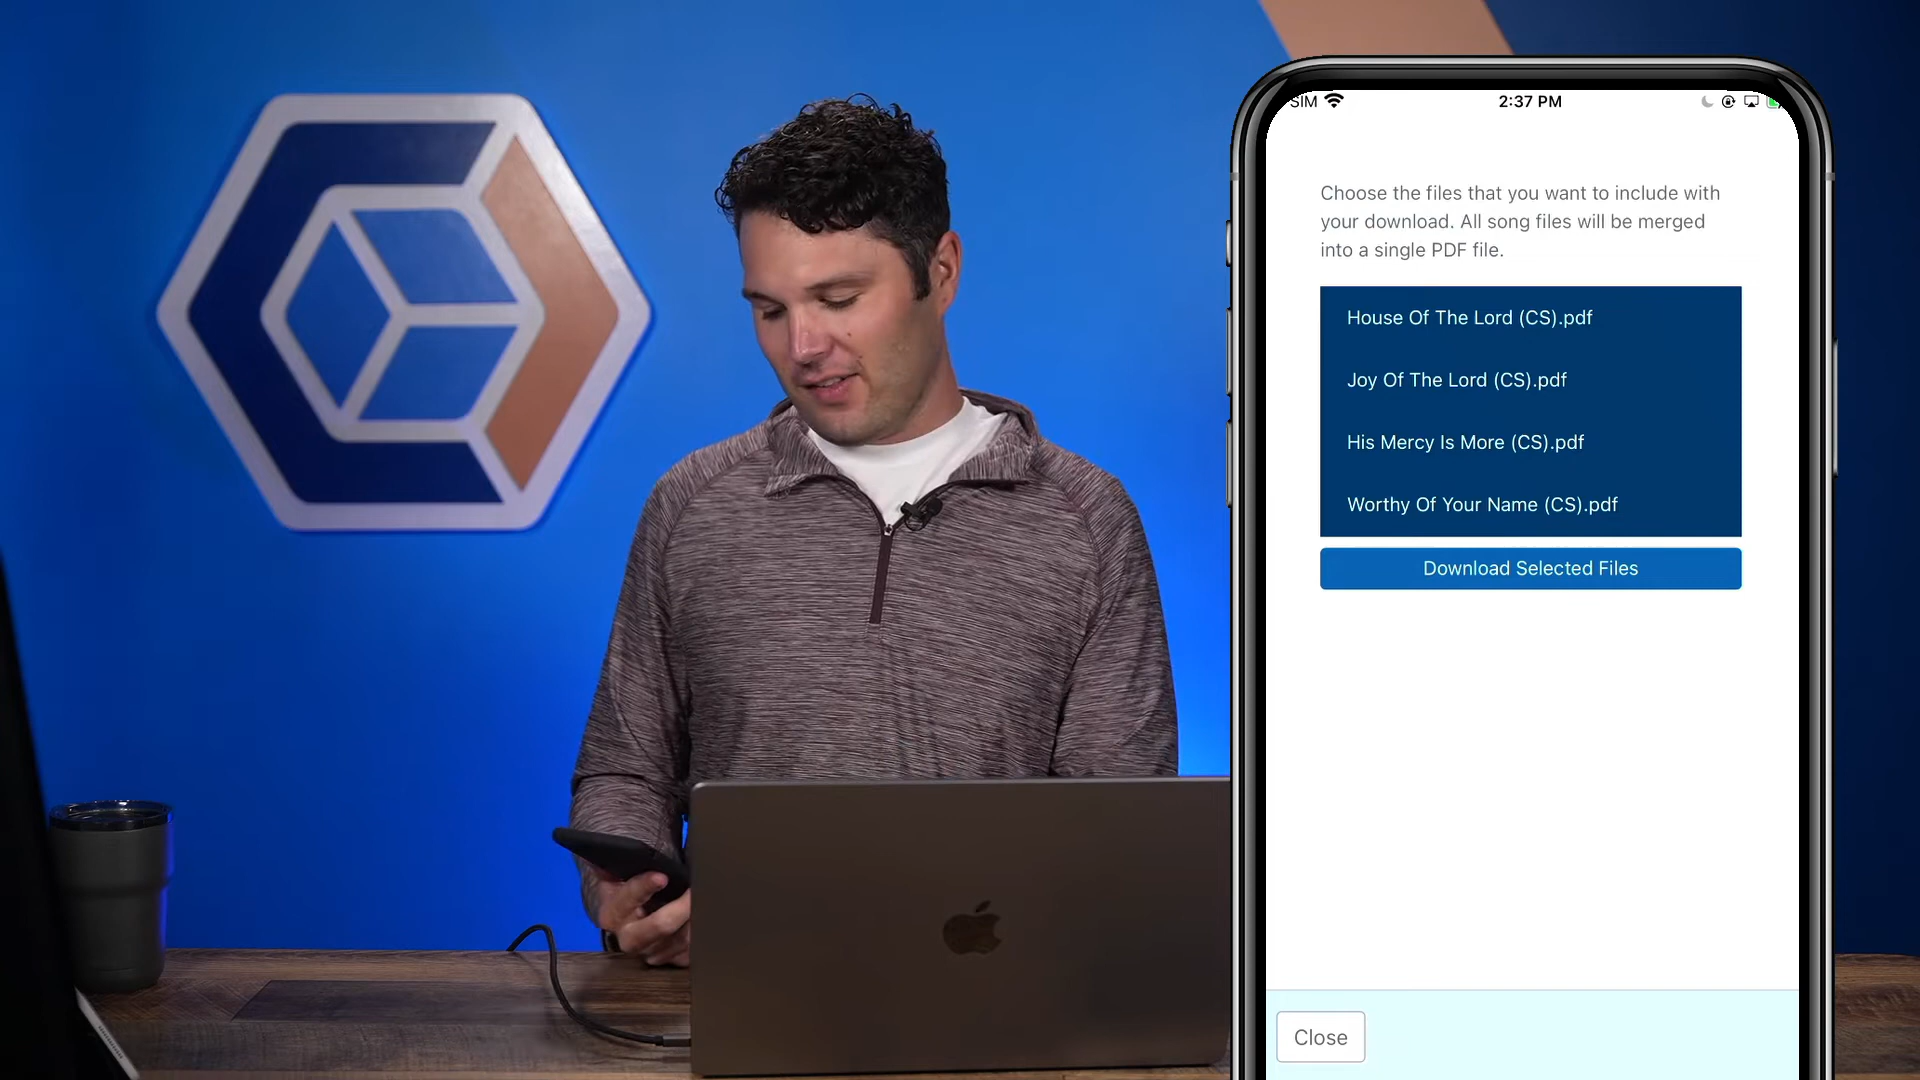 SIM
2:37 PM
Choose the files that you want to include with
your download. All song files will be merged
into a single PDF file.
House Of The Lord (CS).pdf
Joy Of The Lord (CS).pdf
His Mercy Is More (CS).pdf
Worthy Of Your Name (CS).pdf
Download Selected Files
Close